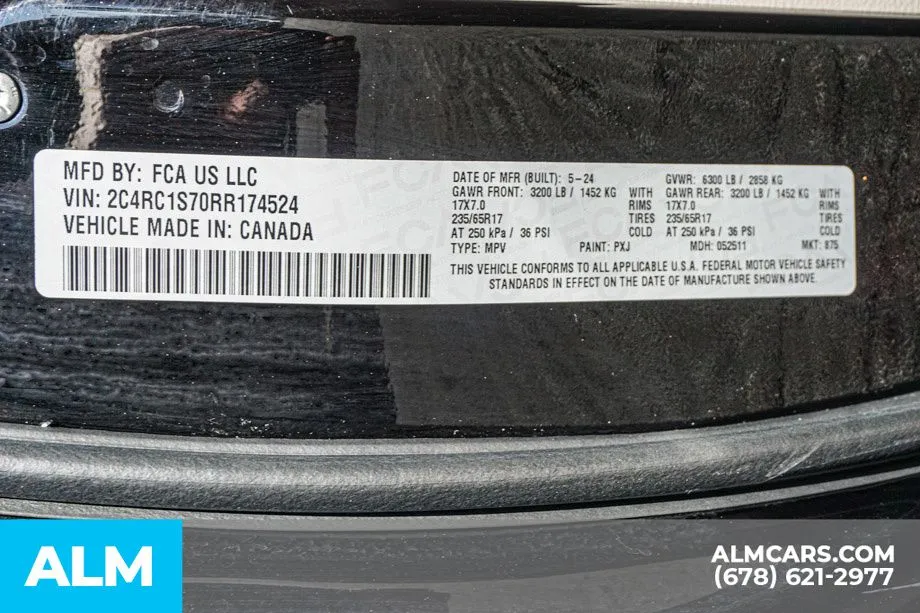 MFD BY: FCA US LLC
VIN: 2C4RC1S70RR174524
VEHICLE MADE IN: CANADA
DATE OF MFR (BUILT): 5-24 GVWR: 6300 LB / 2858 KG
GAWR FRONT: 3200 LB / 1452 KG WITH GAWR REAR: 3200 LB / 1452 KG WITH
17X7.0 RIMS 17X7.0 RIMS
235/65R17 TIRES 235/65R17 TIRES
AT 250 kPa / 36 PSI COLD AT 250 kPa / 36 PSI COLD
TYPE: MPV PAINT: PXJ MDH: 052511 MKT: 875
THIS VEHICLE CONFORMS TO ALL APPLICABLE U.S.A. FEDERAL MOTOR VEHICLE SAFETY
STANDARDS IN EFFECT ON THE DATE OF MANUFACTURE SHOWN ABOVE.
ALM
ALMCARS.COM
(678) 621-2977